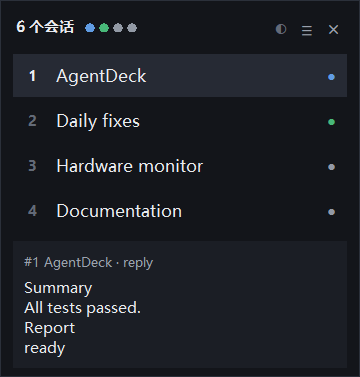 6 个会话
1 AgentDeck
2 Daily fixes
3 Hardware monitor
4 Documentation
#1 AgentDeck · reply
Summary
All tests passed.
Report
ready